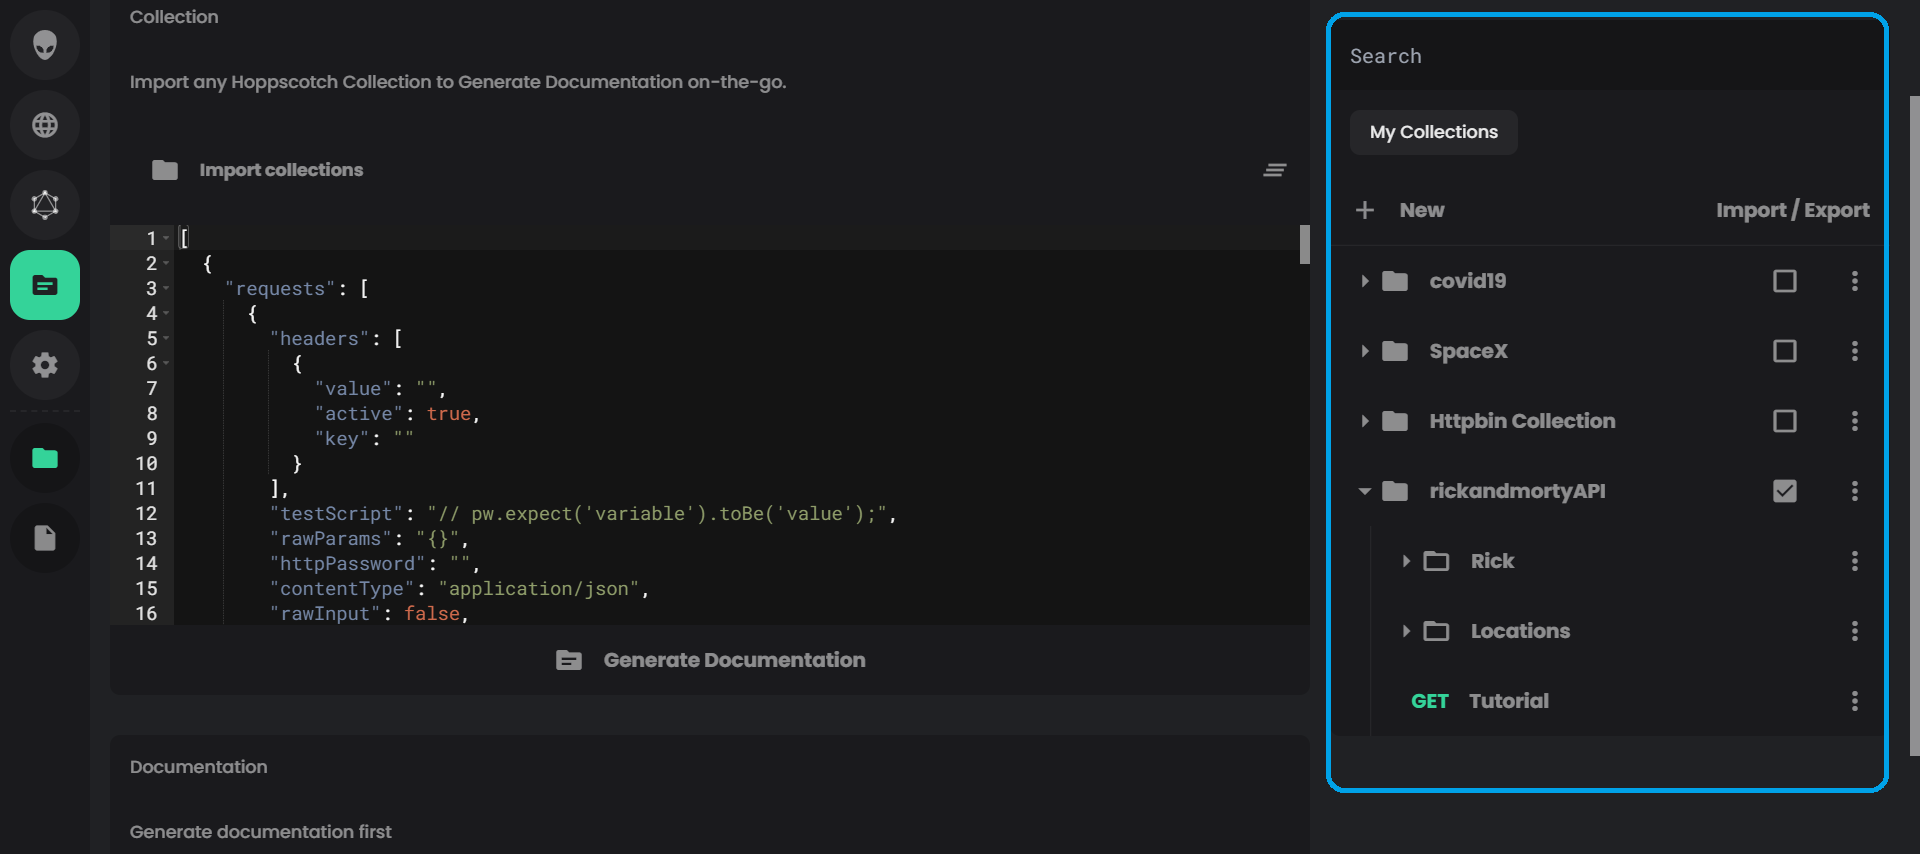 Collection
Import any Hoppscotch Collection to Generate Documentation on-the-go.
Import collections
1 [
2 {
3 "requests": [
4 {
5 "headers": [
6 {
7 "value": "",
8 "active": true,
9 "key": ""
10 }
11 ],
12 "testScript": "// pw.expect('variable').toBe('value');",
13 "rawParams": "{}",
14 "httpPassword": "",
15 "contentType": "application/json",
16 "rawInput": false,
Generate Documentation
Documentation
Generate documentation first
Search
My Collections
New Import / Export
covid19
SpaceX
Httpbin Collection
rickandmortyAPI
Rick
Locations
GET Tutorial